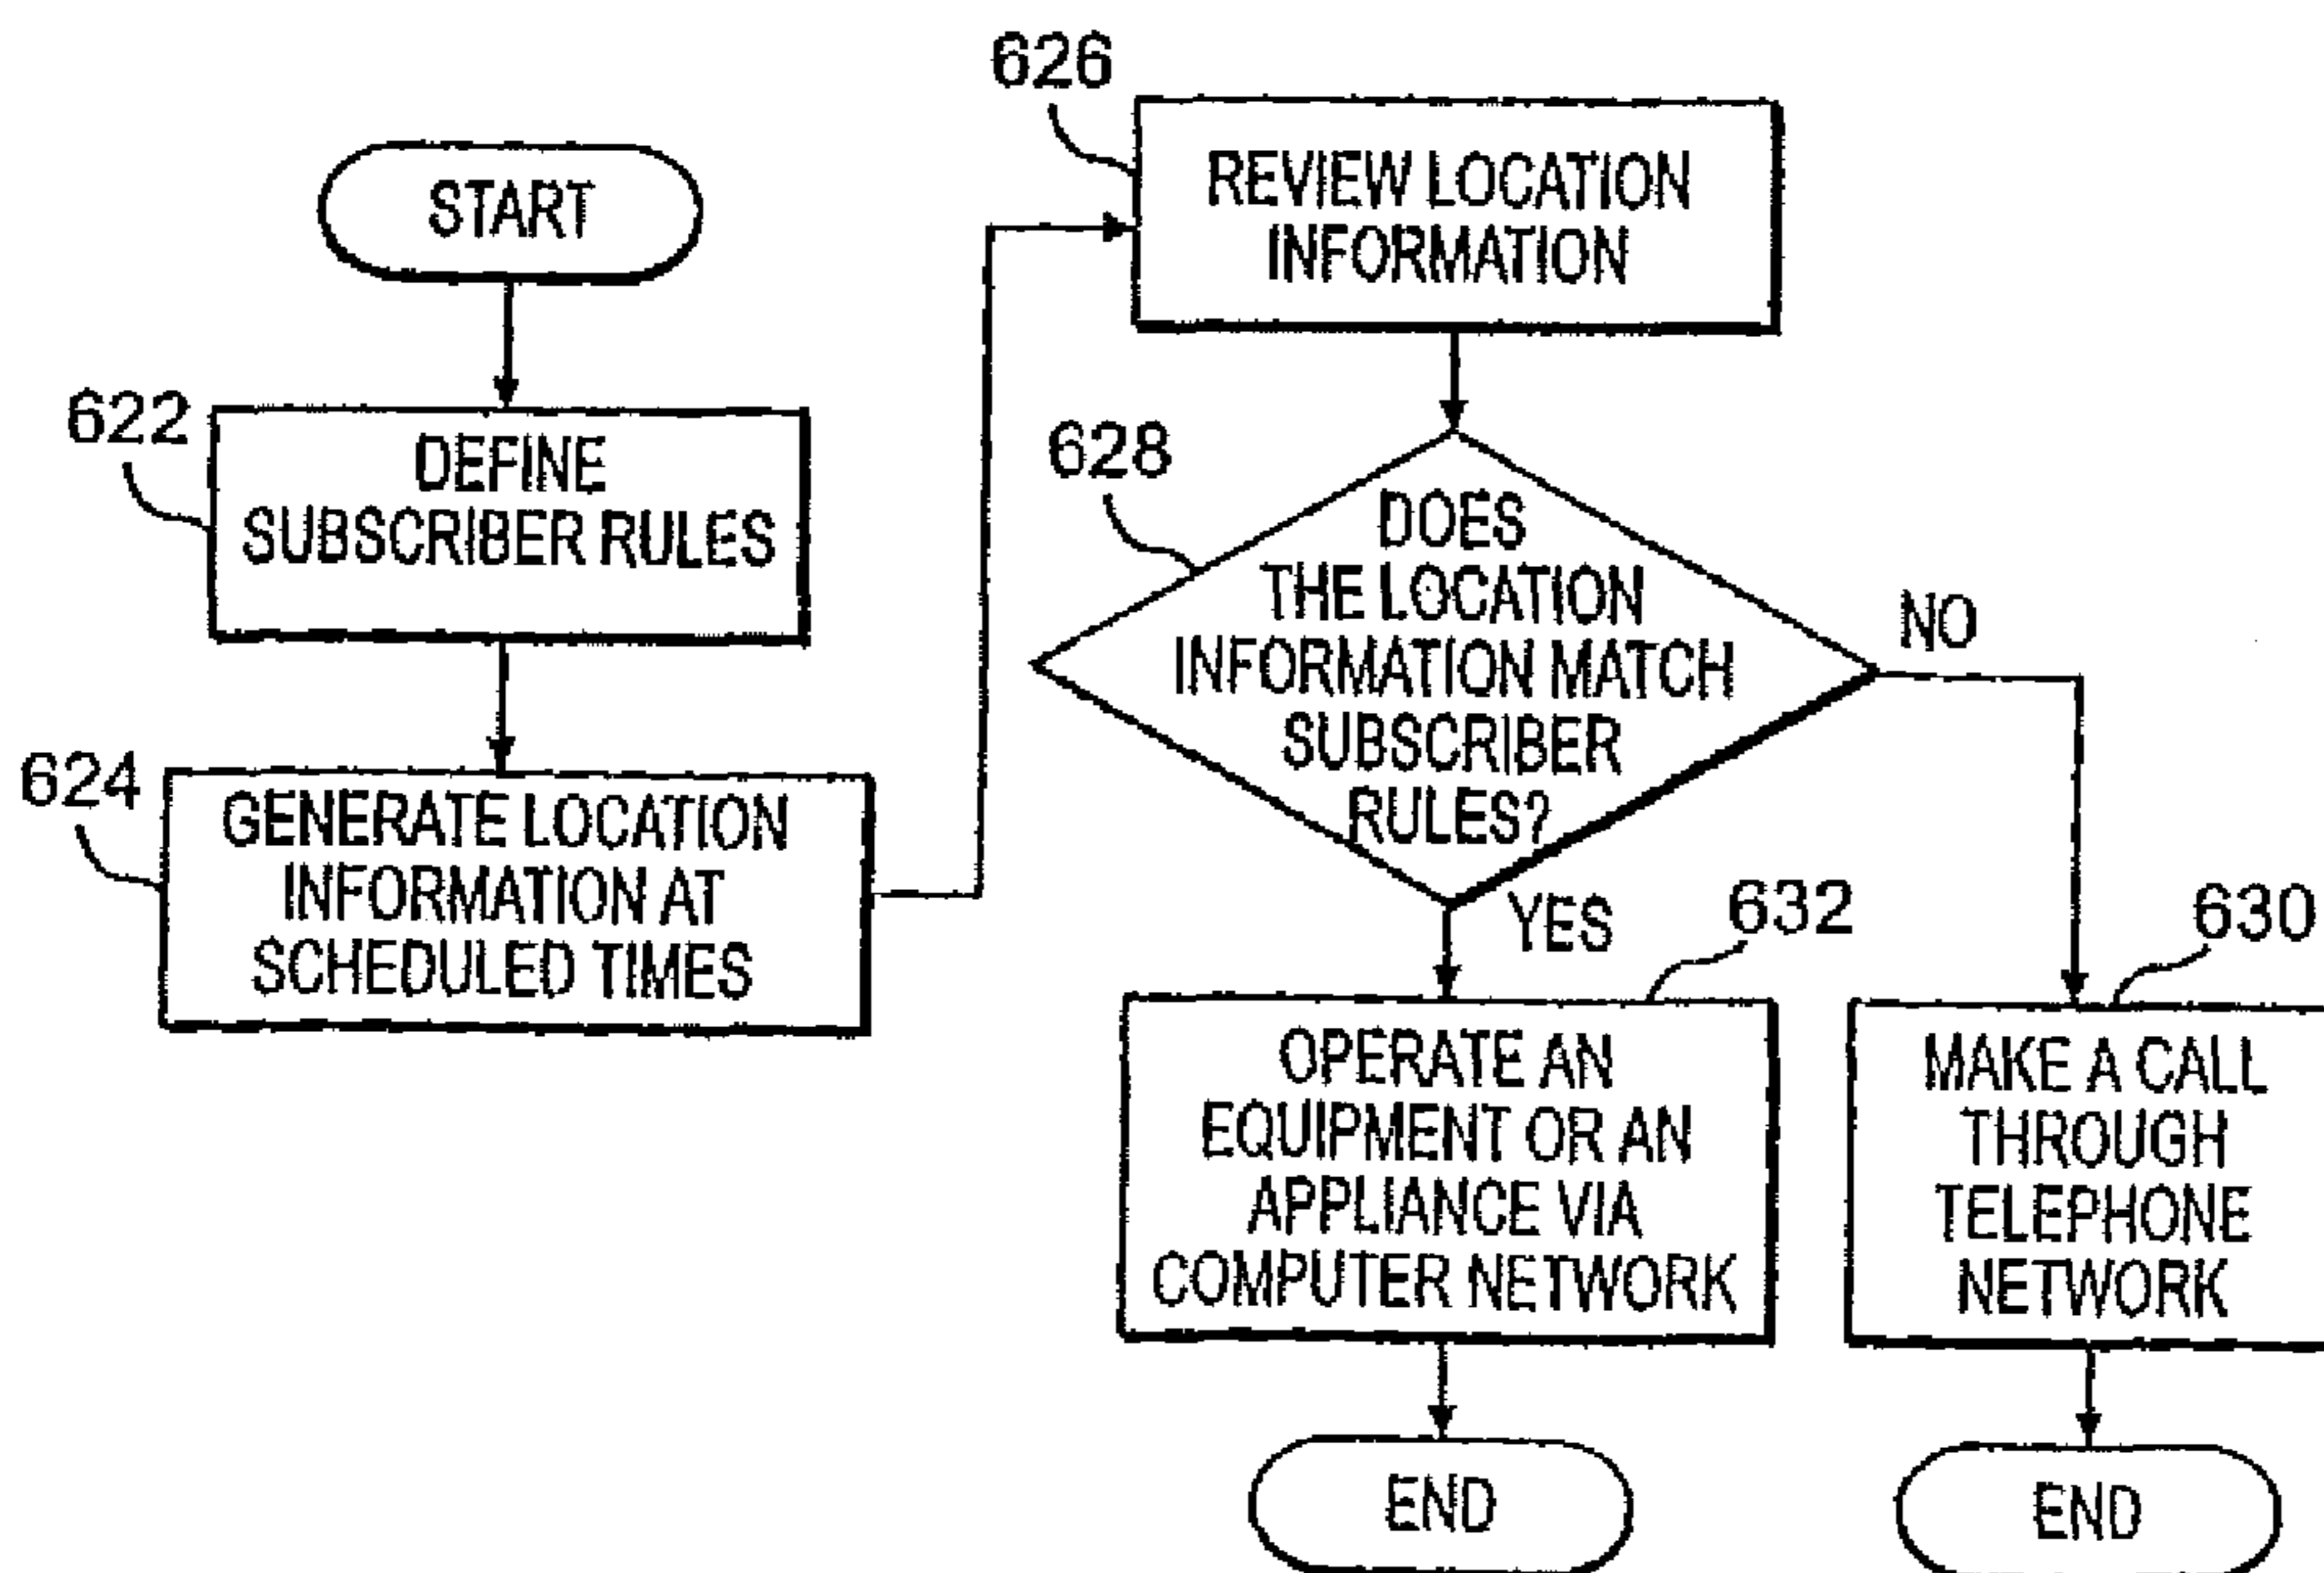 START
622
DEFINE
SUBSCRIBER RULES
624
GENERATE LOCATION
INFORMATION AT
SCHEDULED TIMES
626
REVIEW LOCATION
INFORMATION
628
DOES
THE LOCATION
INFORMATION MATCH
SUBSCRIBER
RULES?
NO
YES
632
OPERATE AN
EQUIPMENT OR AN
APPLIANCE VIA
COMPUTER NETWORK
END
630
MAKE A CALL
THROUGH
TELEPHONE
NETWORK
END